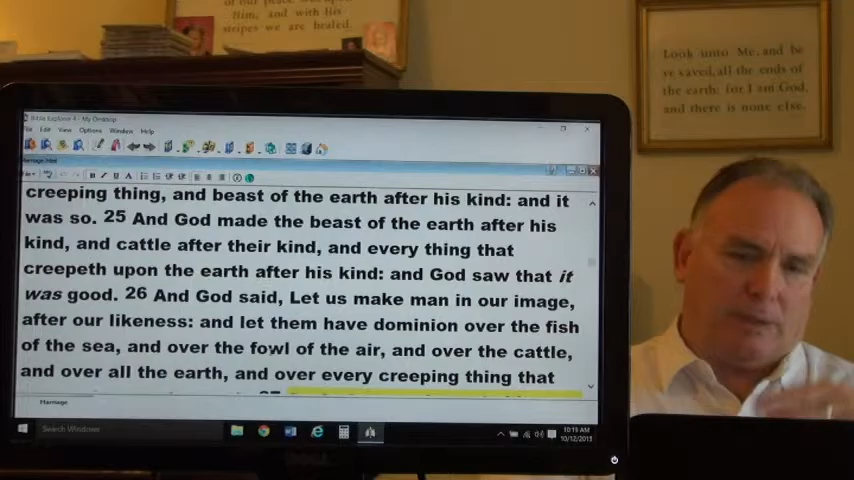 of our peace was upon
Him; and with His
stripes we are healed.
Look unto Me, and be
ye saved, all the ends of
the earth: for I am God,
and there is none else.
Bible Explorer 4 - My Desktop
File Edit View Options Window Help
Marriage.html
creeping thing, and beast of the earth after his kind: and it
was so. 25 And God made the beast of the earth after his
kind, and cattle after their kind, and every thing that
creepeth upon the earth after his kind: and God saw that it
was good. 26 And God said, Let us make man in our image,
after our likeness: and let them have dominion over the fish
of the sea, and over the fowl of the air, and over the cattle,
and over all the earth, and over every creeping thing that
Marriage
Search Windows
10:19 AM
10/12/2015
DELL